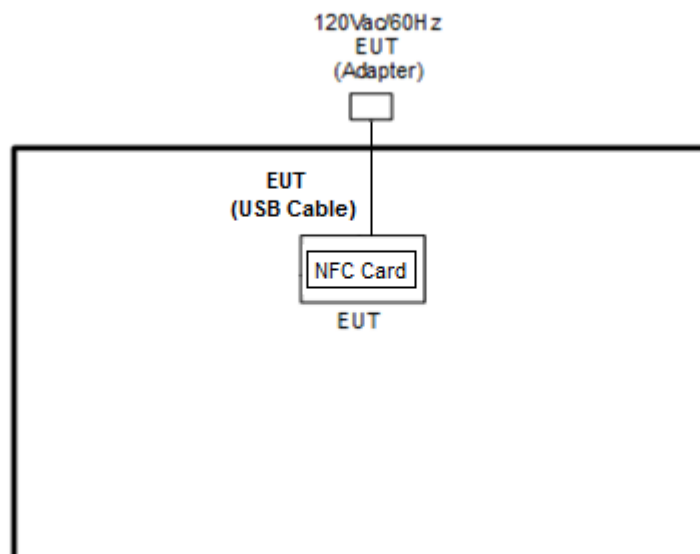 120Vac/60Hz
EUT
(Adapter)
EUT
(USB Cable)
NFC Card
EUT